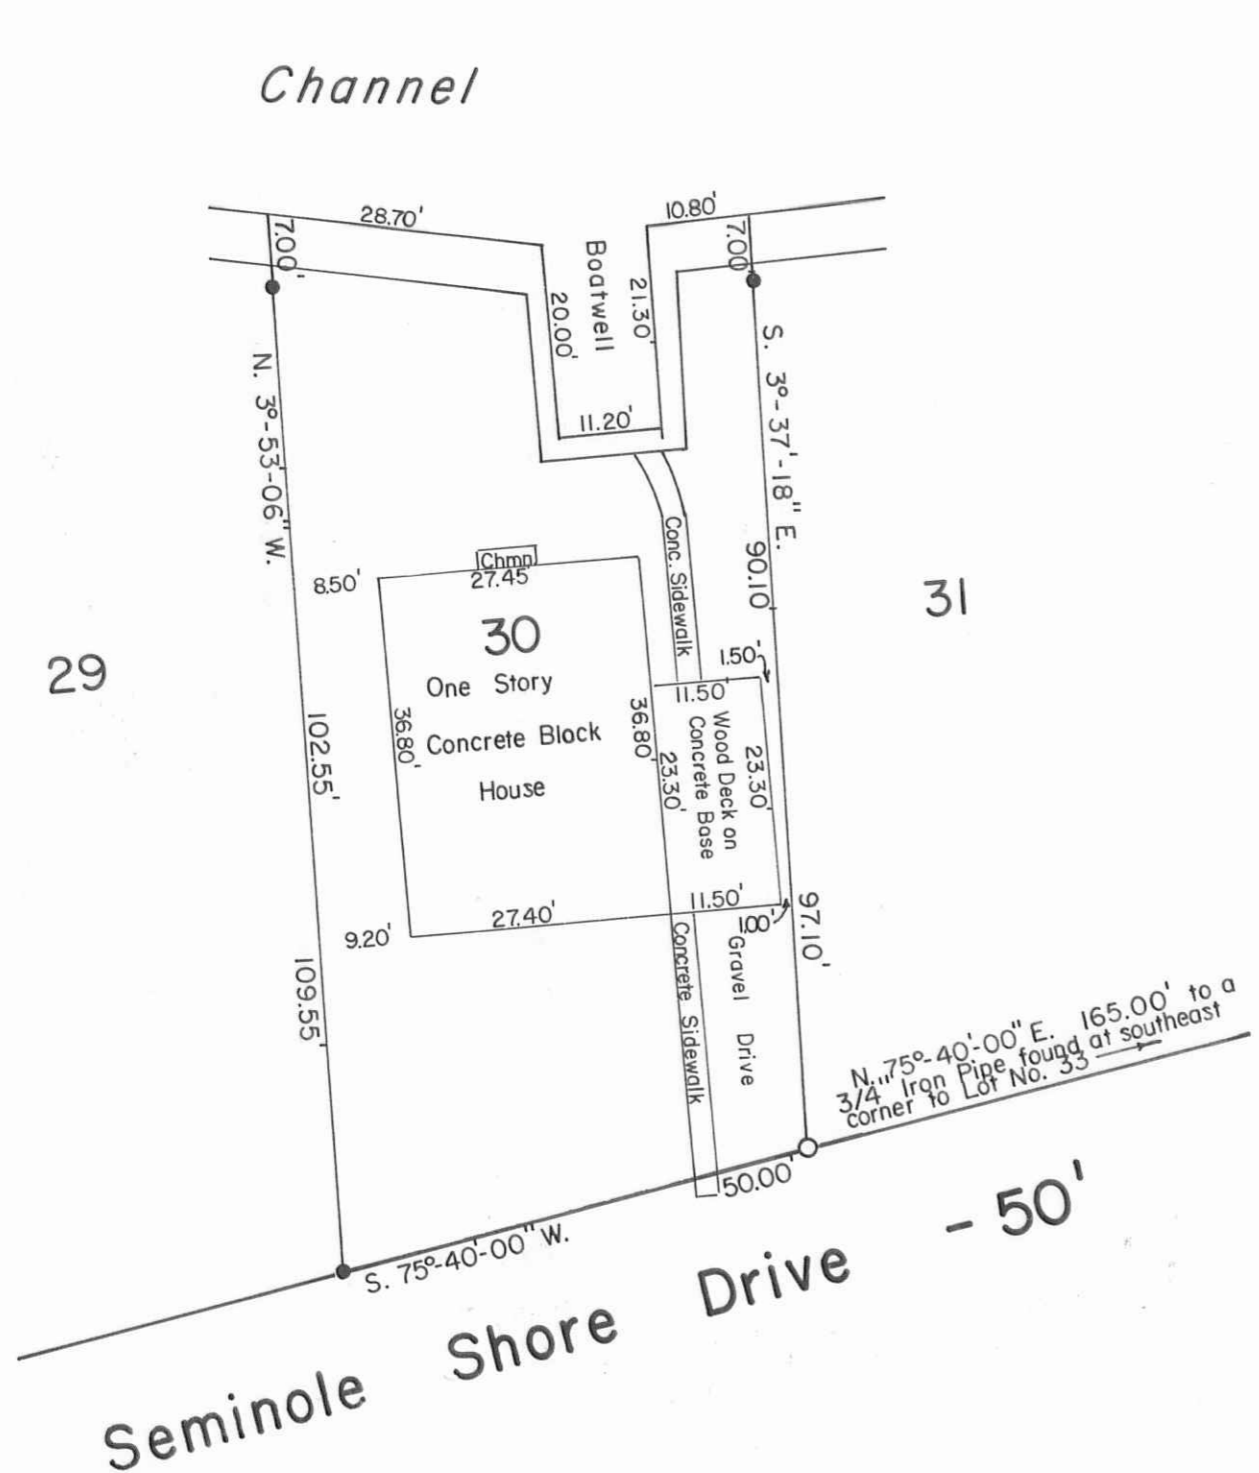 Channel
28.70'
10.80'
7.00'
7.00'
Boatwell
20.00'
21.30'
11.20'
N. 3°-53'-06" W.
S. 3°-37'-18" E.
90.10'
Conc. Sidewalk
8.50'
Chmn
27.45
30
31
29
One Story
Concrete Block
House
36.80'
36.80'
1.50'
11.50'
23.30'
Wood Deck on
Concrete Base
23.30'
102.55'
11.50'
27.40'
9.20'
1.00'
97.10'
109.55'
Concrete Sidewalk
Gravel Drive
N. 75°-40'-00" E. 165.00' to a
3/4" Iron Pipe found at southeast
corner to Lot No. 33
50.00'
S. 75°-40'-00" W.
Seminole Shore Drive - 50'